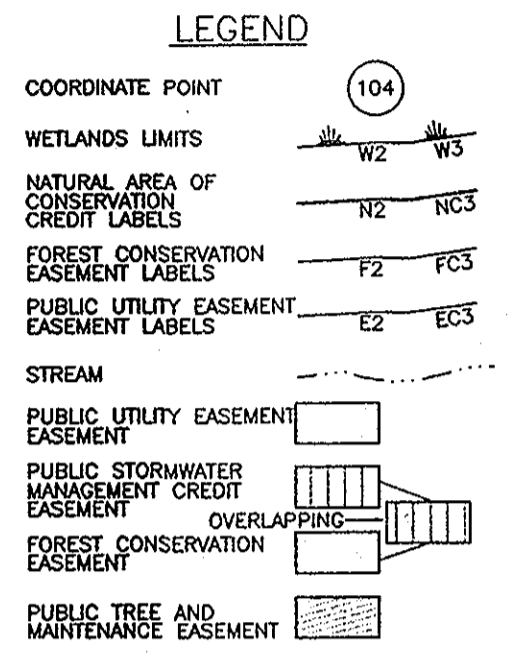 LEGEND
COORDINATE POINT
104
WETLANDS LIMITS
W2 W3
NATURAL AREA OF
CONSERVATION
CREDIT LABELS
N2 NC3
FOREST CONSERVATION
EASEMENT LABELS
F2 FC3
PUBLIC UTILITY EASEMENT
EASEMENT LABELS
E2 EC3
STREAM
PUBLIC UTILITY EASEMENT
EASEMENT
PUBLIC STORMWATER
MANAGEMENT CREDIT
EASEMENT
OVERLAPPING
FOREST CONSERVATION
EASEMENT
PUBLIC TREE AND
MAINTENANCE EASEMENT